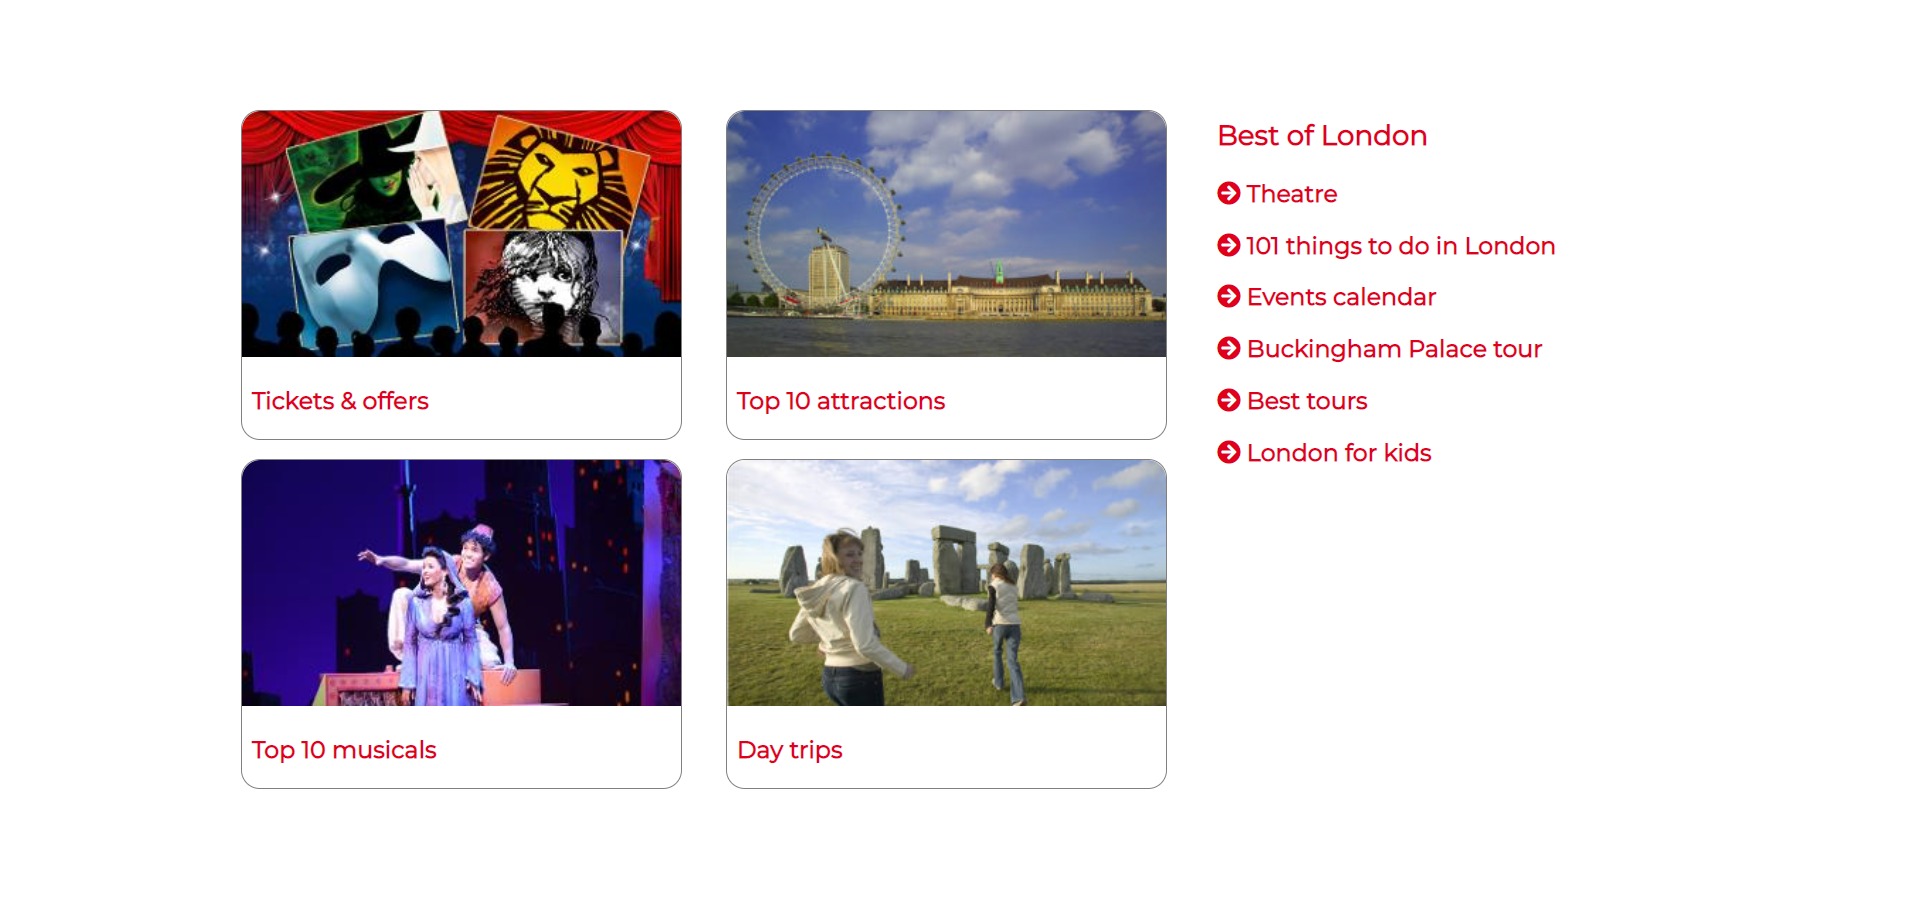 Tickets & offers
Top 10 attractions
Top 10 musicals
Day trips
Best of London
Theatre
101 things to do in London
Events calendar
Buckingham Palace tour
Best tours
London for kids